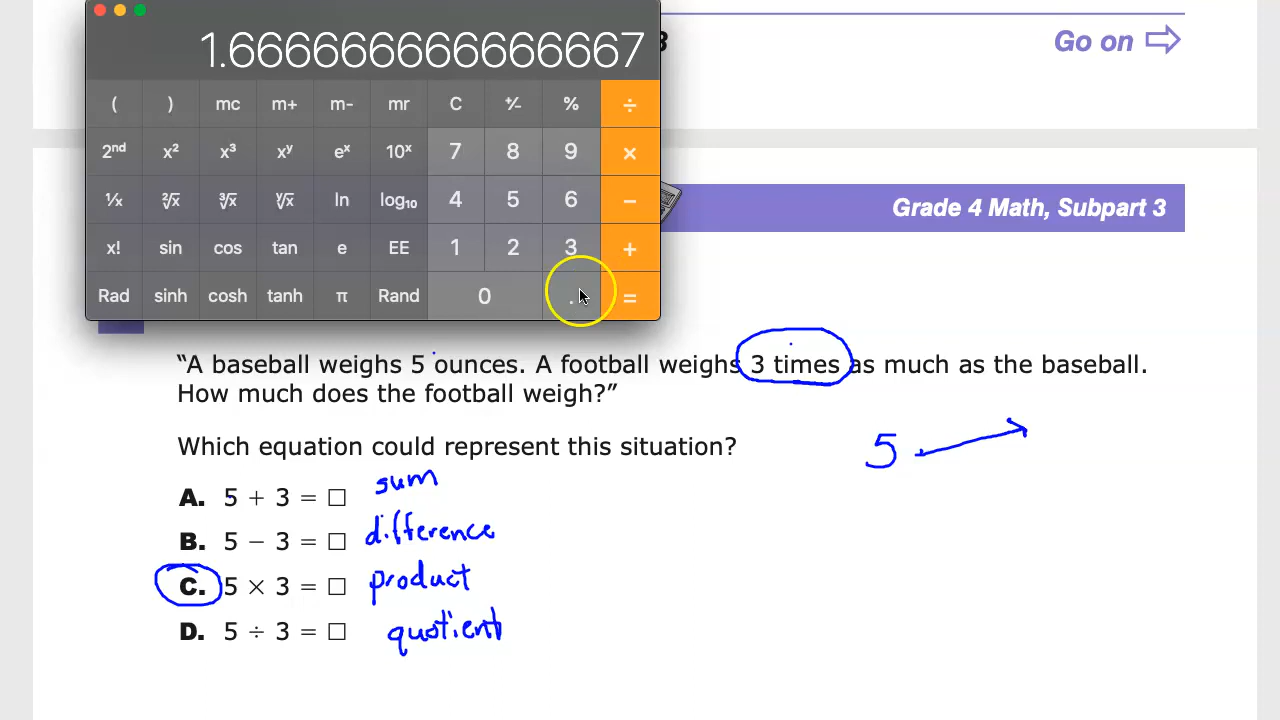 1.6666666666666667
3
Go on
( ) mc m+ m- mr C ⁺⁄₋ % ÷
2ⁿᵈ x² x³ xʸ eˣ 10ˣ 7 8 9 ×
¹⁄ₓ ²√x ³√x ʸ√x ln log₁₀ 4 5 6 −
x! sin cos tan e EE 1 2 3 +
Rad sinh cosh tanh π Rand 0 . =
Grade 4 Math, Subpart 3
“A baseball weighs 5 ounces. A football weighs 3 times as much as the baseball.
How much does the football weigh?”
Which equation could represent this situation?
5
A. 5 + 3 = □ sum
B. 5 − 3 = □ difference
C. 5 × 3 = □ product
D. 5 ÷ 3 = □ quotient